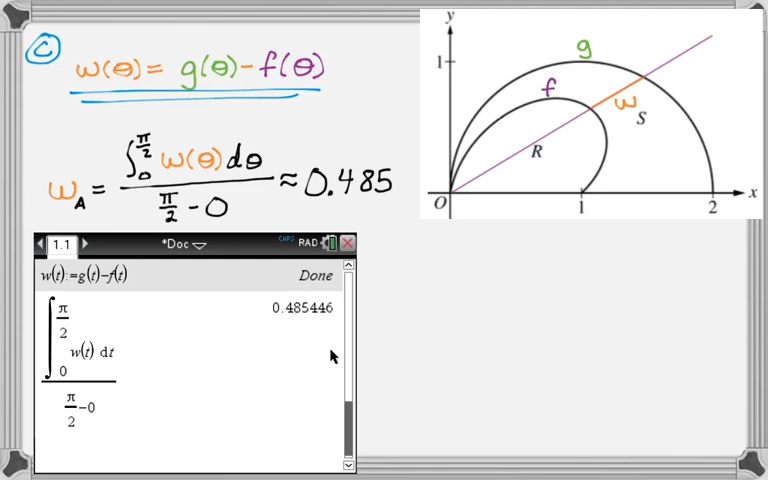 C
w(θ) = g(θ) - f(θ)
w_A = ∫_0^{π/2} w(θ) dθ / (π/2 - 0) ≈ 0.485
y
1
g
f
w
S
R
O
1
2
x
1.1
*Doc
CAPS RAD
w(t):=g(t)-f(t) Done
∫_0^{π/2} w(t) dt / (π/2 -0) 0.485446